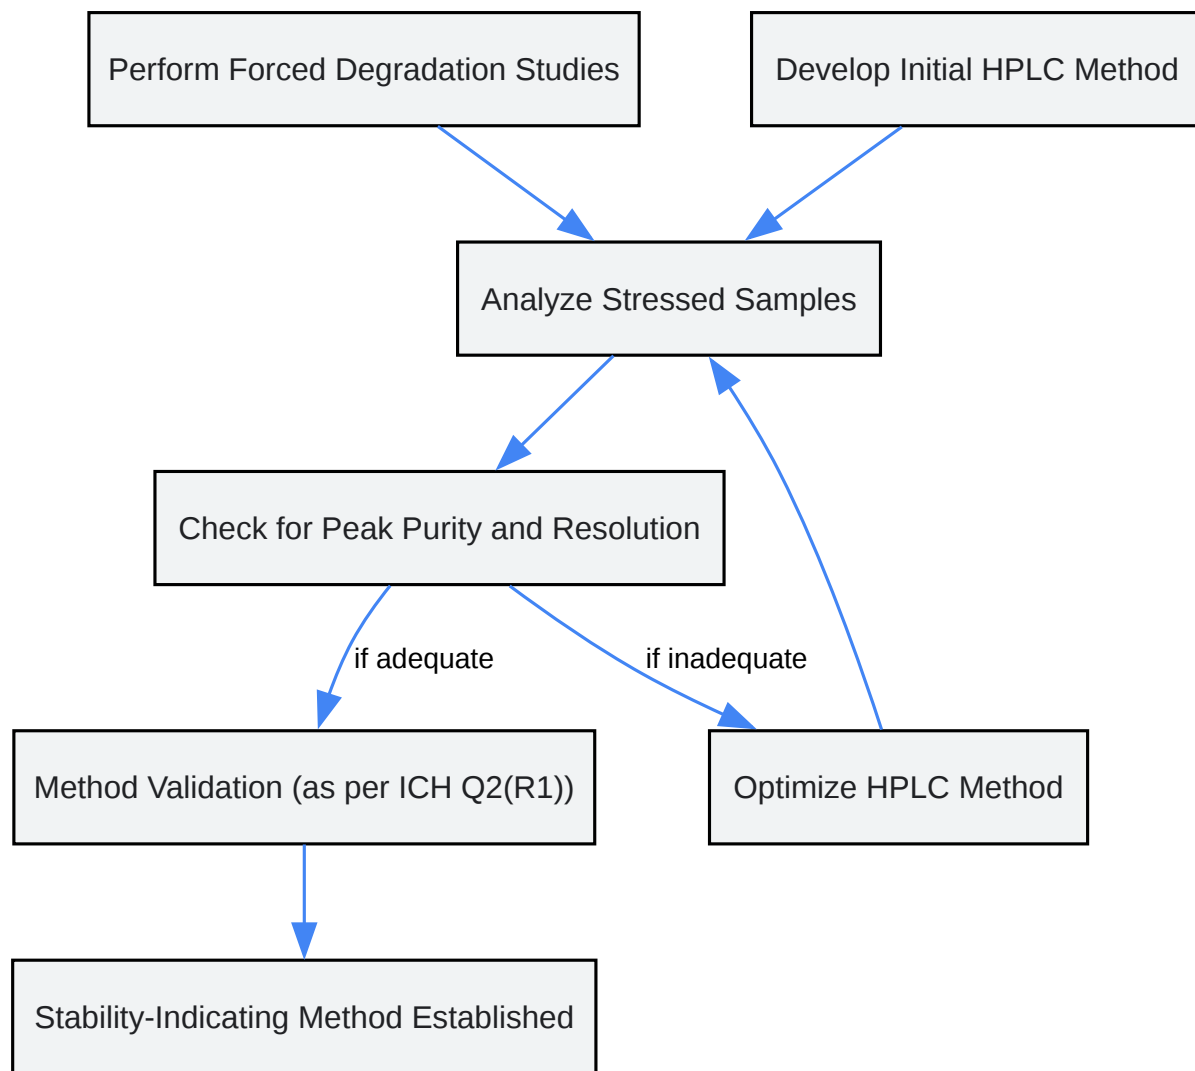 Perform Forced Degradation Studies
Develop Initial HPLC Method
Analyze Stressed Samples
Check for Peak Purity and Resolution
if adequate
if inadequate
Method Validation (as per ICH Q2(R1))
Optimize HPLC Method
Stability-Indicating Method Established